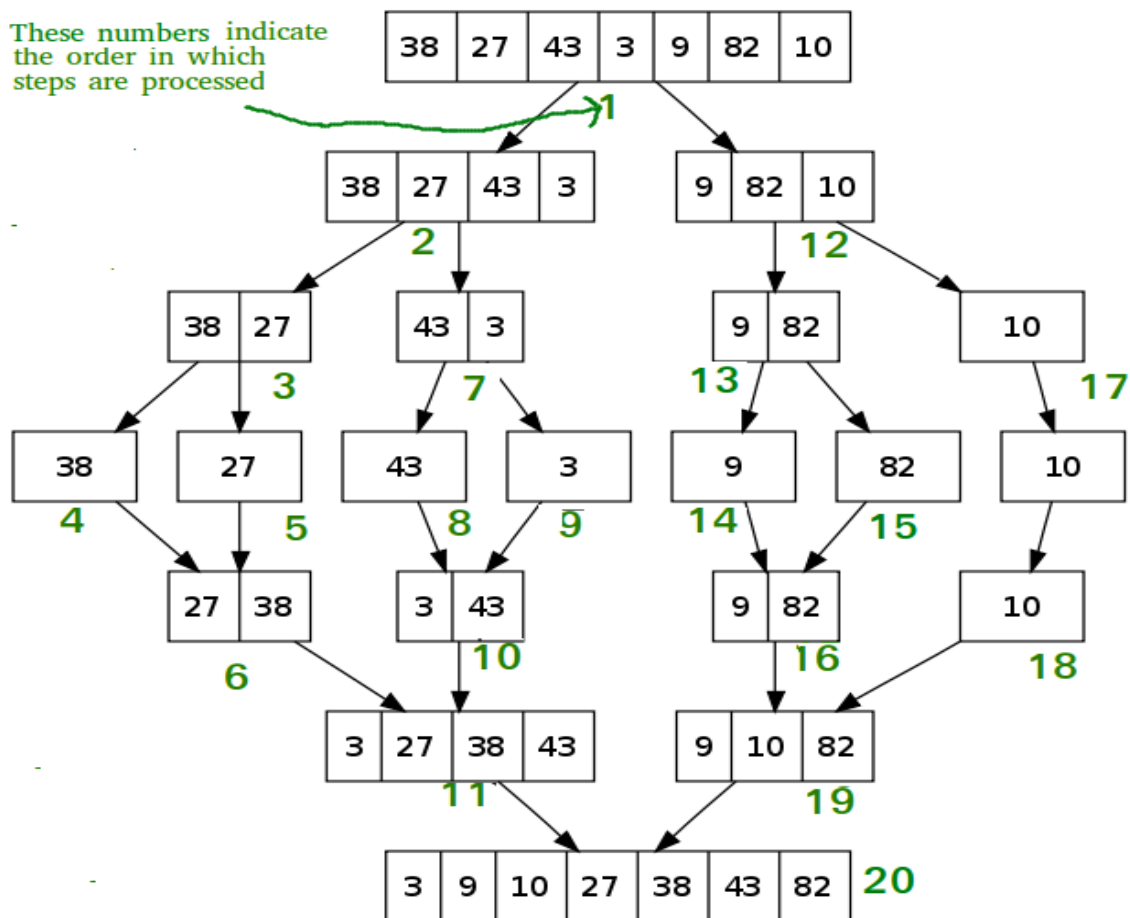 These numbers indicate
the order in which
steps are processed
38 27 43 3 9 82 10
1
38 27 43 3 9 82 10
2 12
38 27 43 3 9 82 10
3 7 13 17
38 27 43 3 9 82 10
4 5 8 9 14 15
27 38 3 43 9 82 10
6 10 16 18
3 27 38 43 9 10 82
11 19
3 9 10 27 38 43 82 20